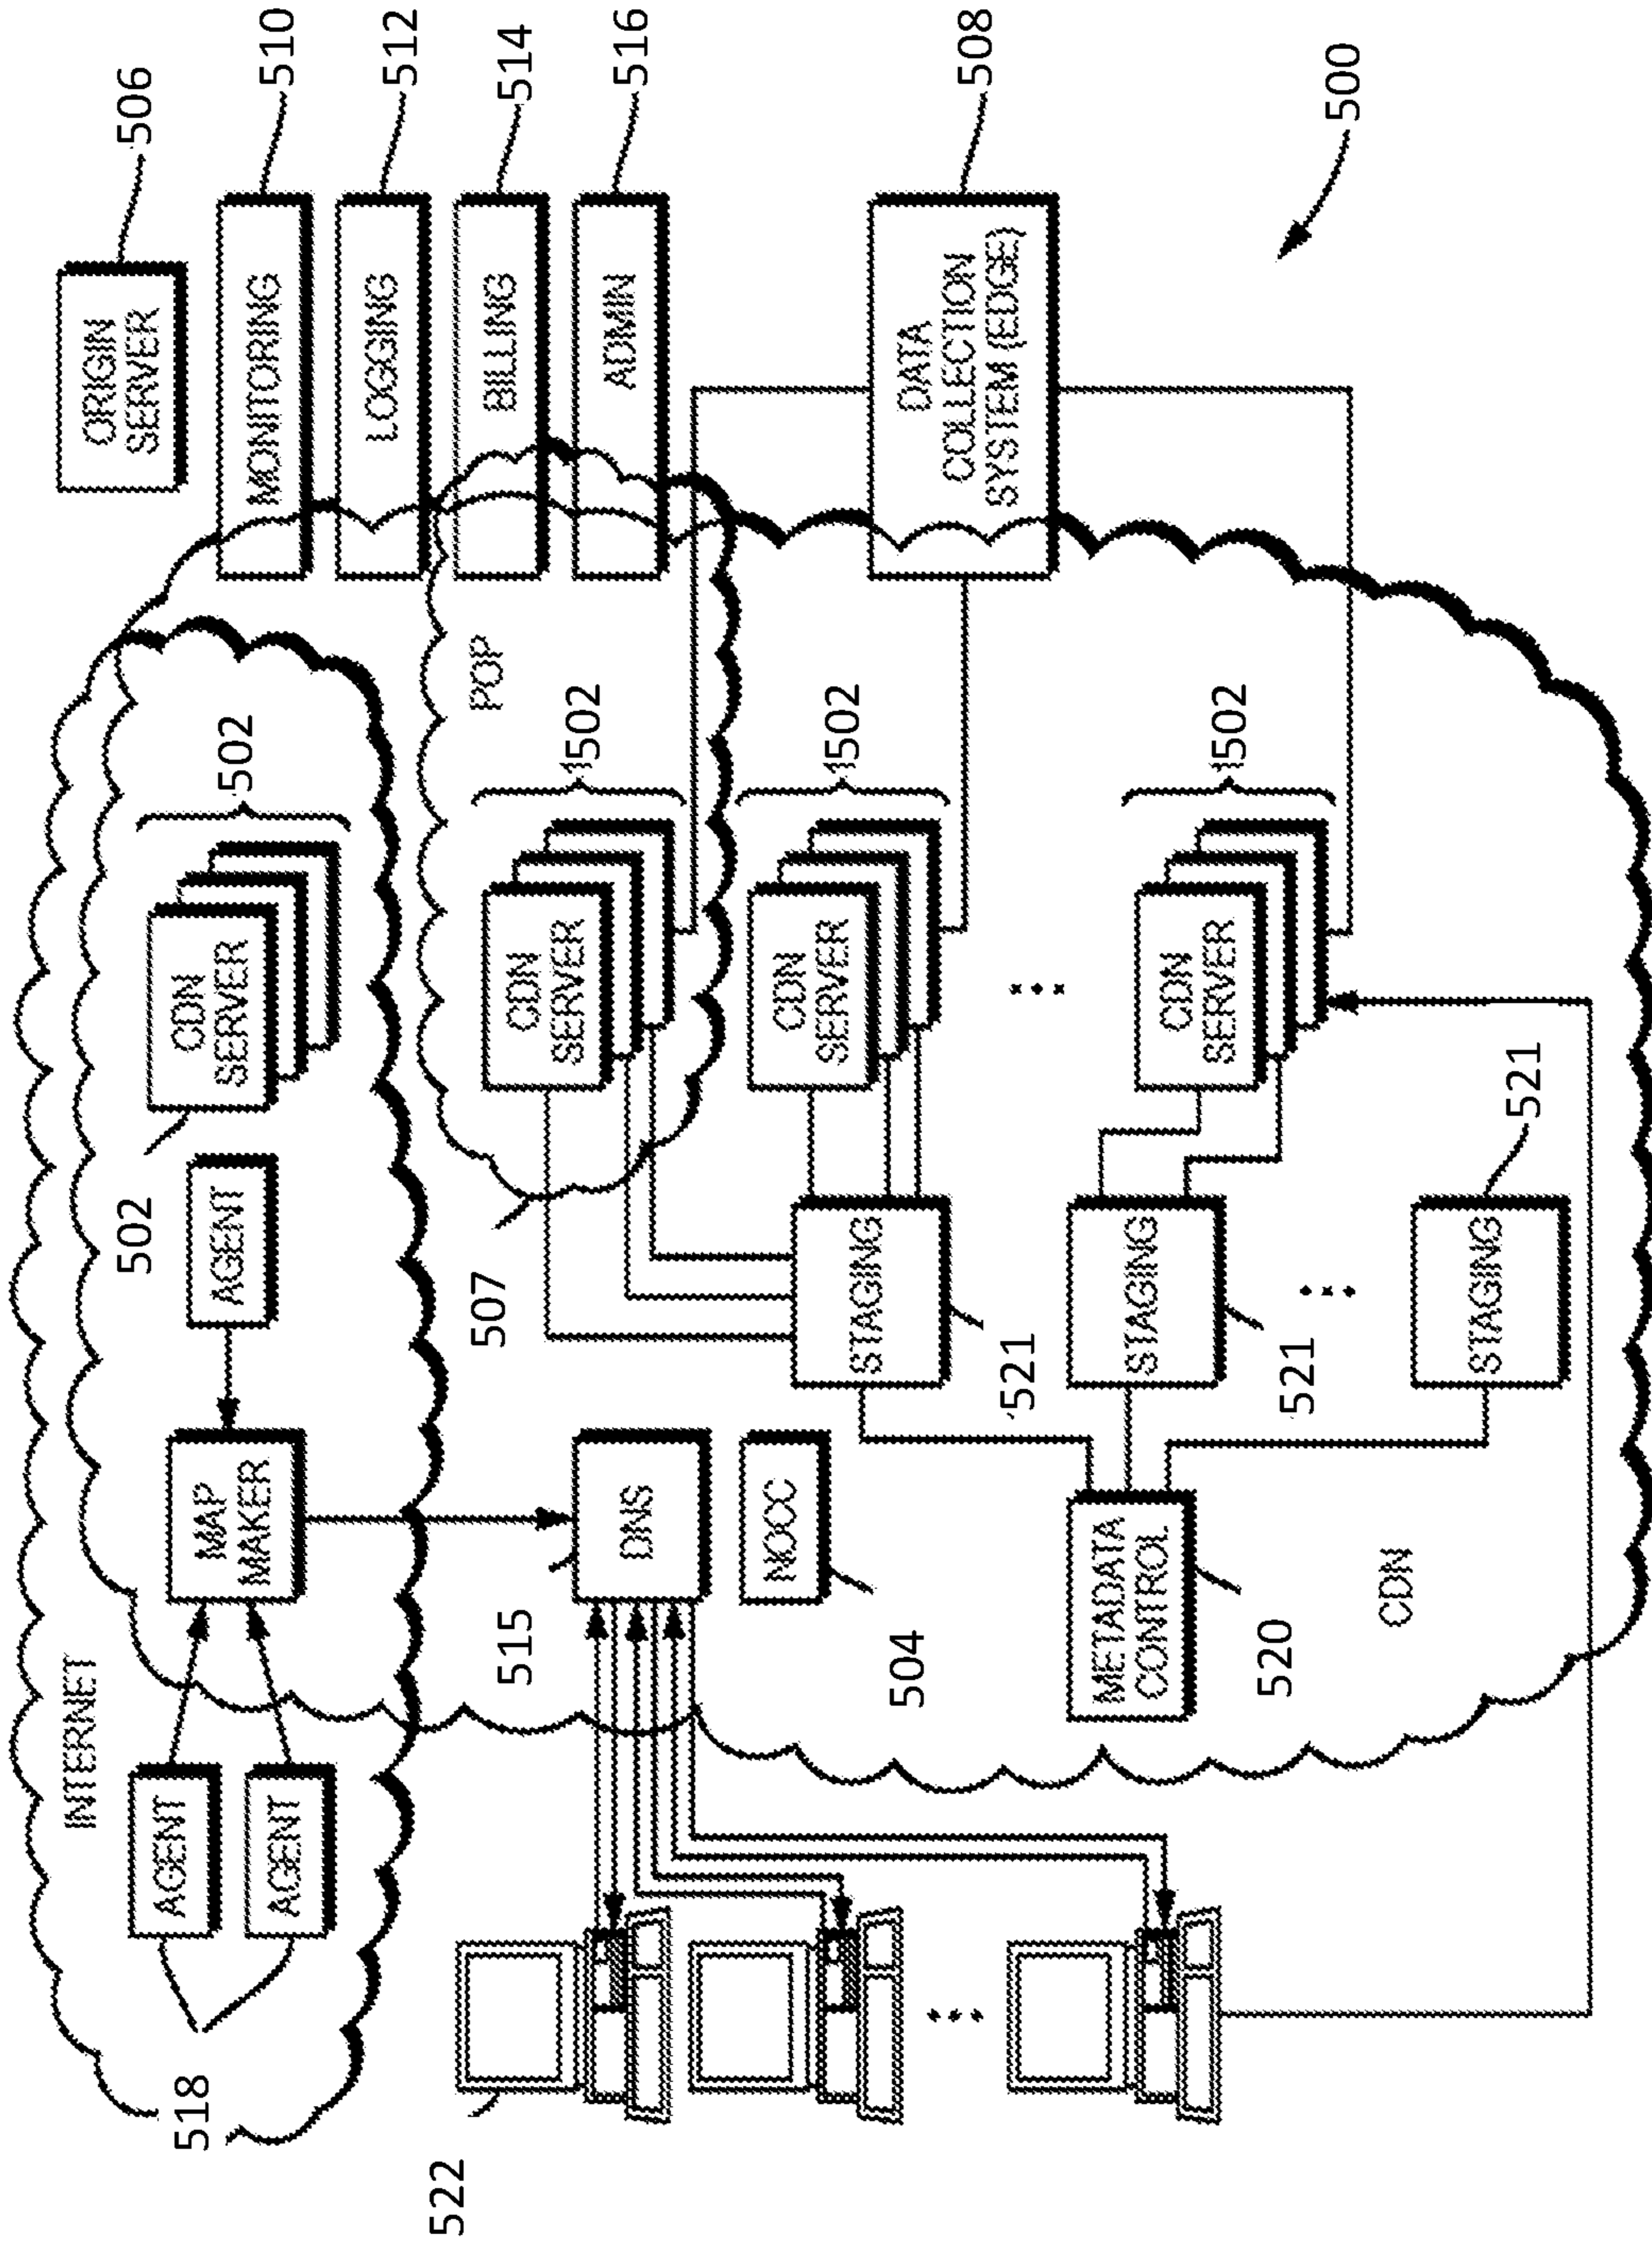 INTERNET
ORIGIN
SERVER
506
518
AGENT
AGENT
MAP
MAKER
AGENT
502
CDN
SERVER
502
MONITORING
510
LOGGING
512
BILLING
514
ADMIN
516
522
515
DNS
507
POP
CDN
SERVER
502
NOCC
504
STAGING
521
CDN
SERVER
502
DATA
COLLECTION
SYSTEM (EDGE)
508
METADATA
CONTROL
520
STAGING
521
CDN
SERVER
502
CDN
STAGING
521
500